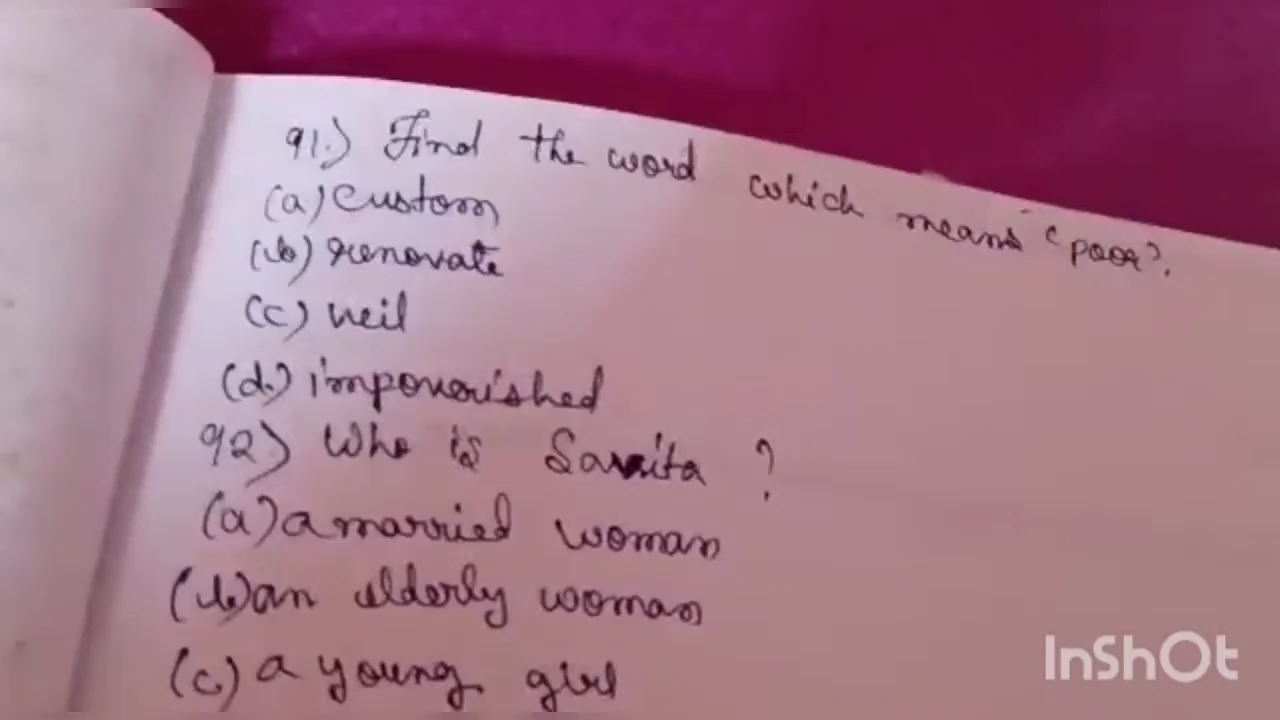 91.) Find the word which means "poor".
(a) Custom
(b) renovate
(c) veil
(d.) impoverished
92.) Who is Savita ?
(a) a married woman
(b) an elderly woman
(c) a young girl
InShOt